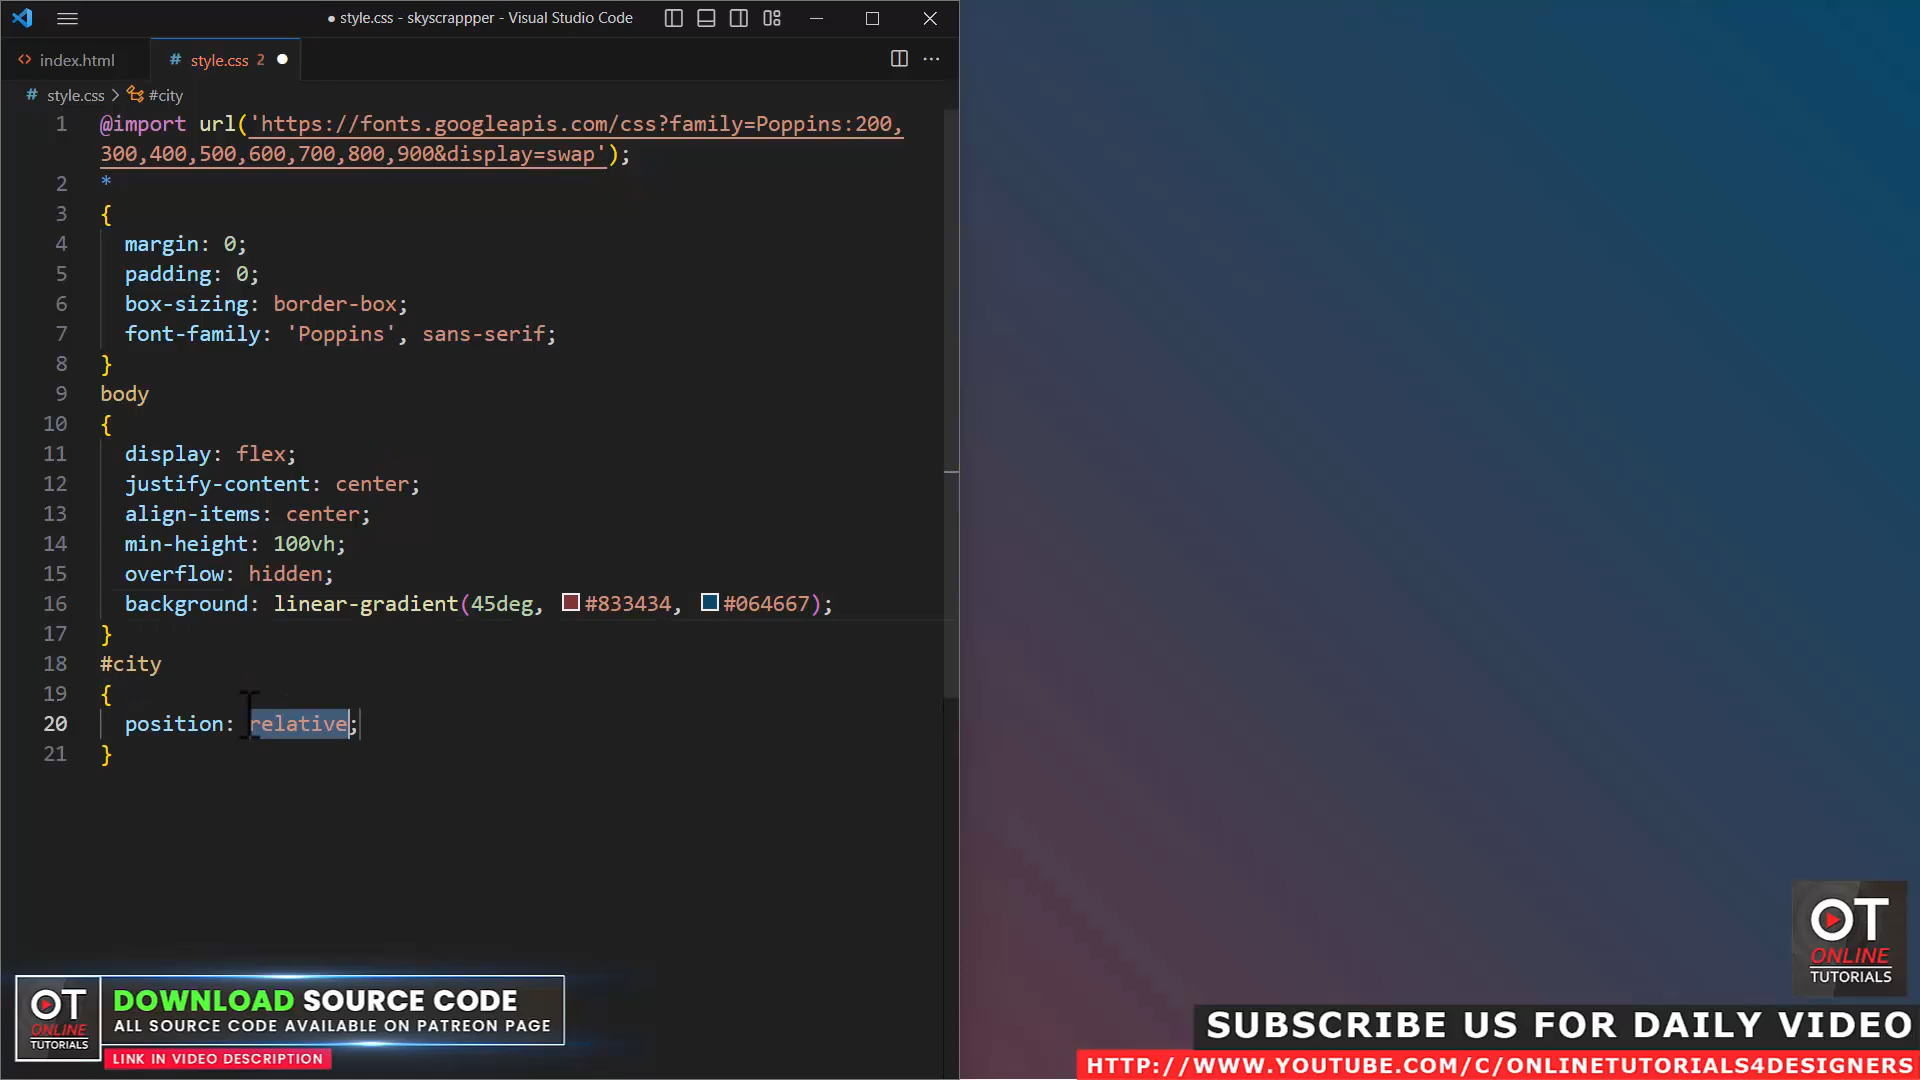 ● style.css - skyscrappper - Visual Studio Code
<> index.html
# style.css 2 ●
# style.css > #city
1 @import url('https://fonts.googleapis.com/css?family=Poppins:200,
300,400,500,600,700,800,900&display=swap');
2 *
3 {
4 margin: 0;
5 padding: 0;
6 box-sizing: border-box;
7 font-family: 'Poppins', sans-serif;
8 }
9 body
10 {
11 display: flex;
12 justify-content: center;
13 align-items: center;
14 min-height: 100vh;
15 overflow: hidden;
16 background: linear-gradient(45deg, #833434, #064667);
17 }
18 #city
19 {
20 position: relative;
21 }
OT
ONLINE
TUTORIALS
DOWNLOAD SOURCE CODE
ALL SOURCE CODE AVAILABLE ON PATREON PAGE
LINK IN VIDEO DESCRIPTION
OT
ONLINE
TUTORIALS
SUBSCRIBE US FOR DAILY VIDEO
HTTP://WWW.YOUTUBE.COM/C/ONLINETUTORIALS4DESIGNERS